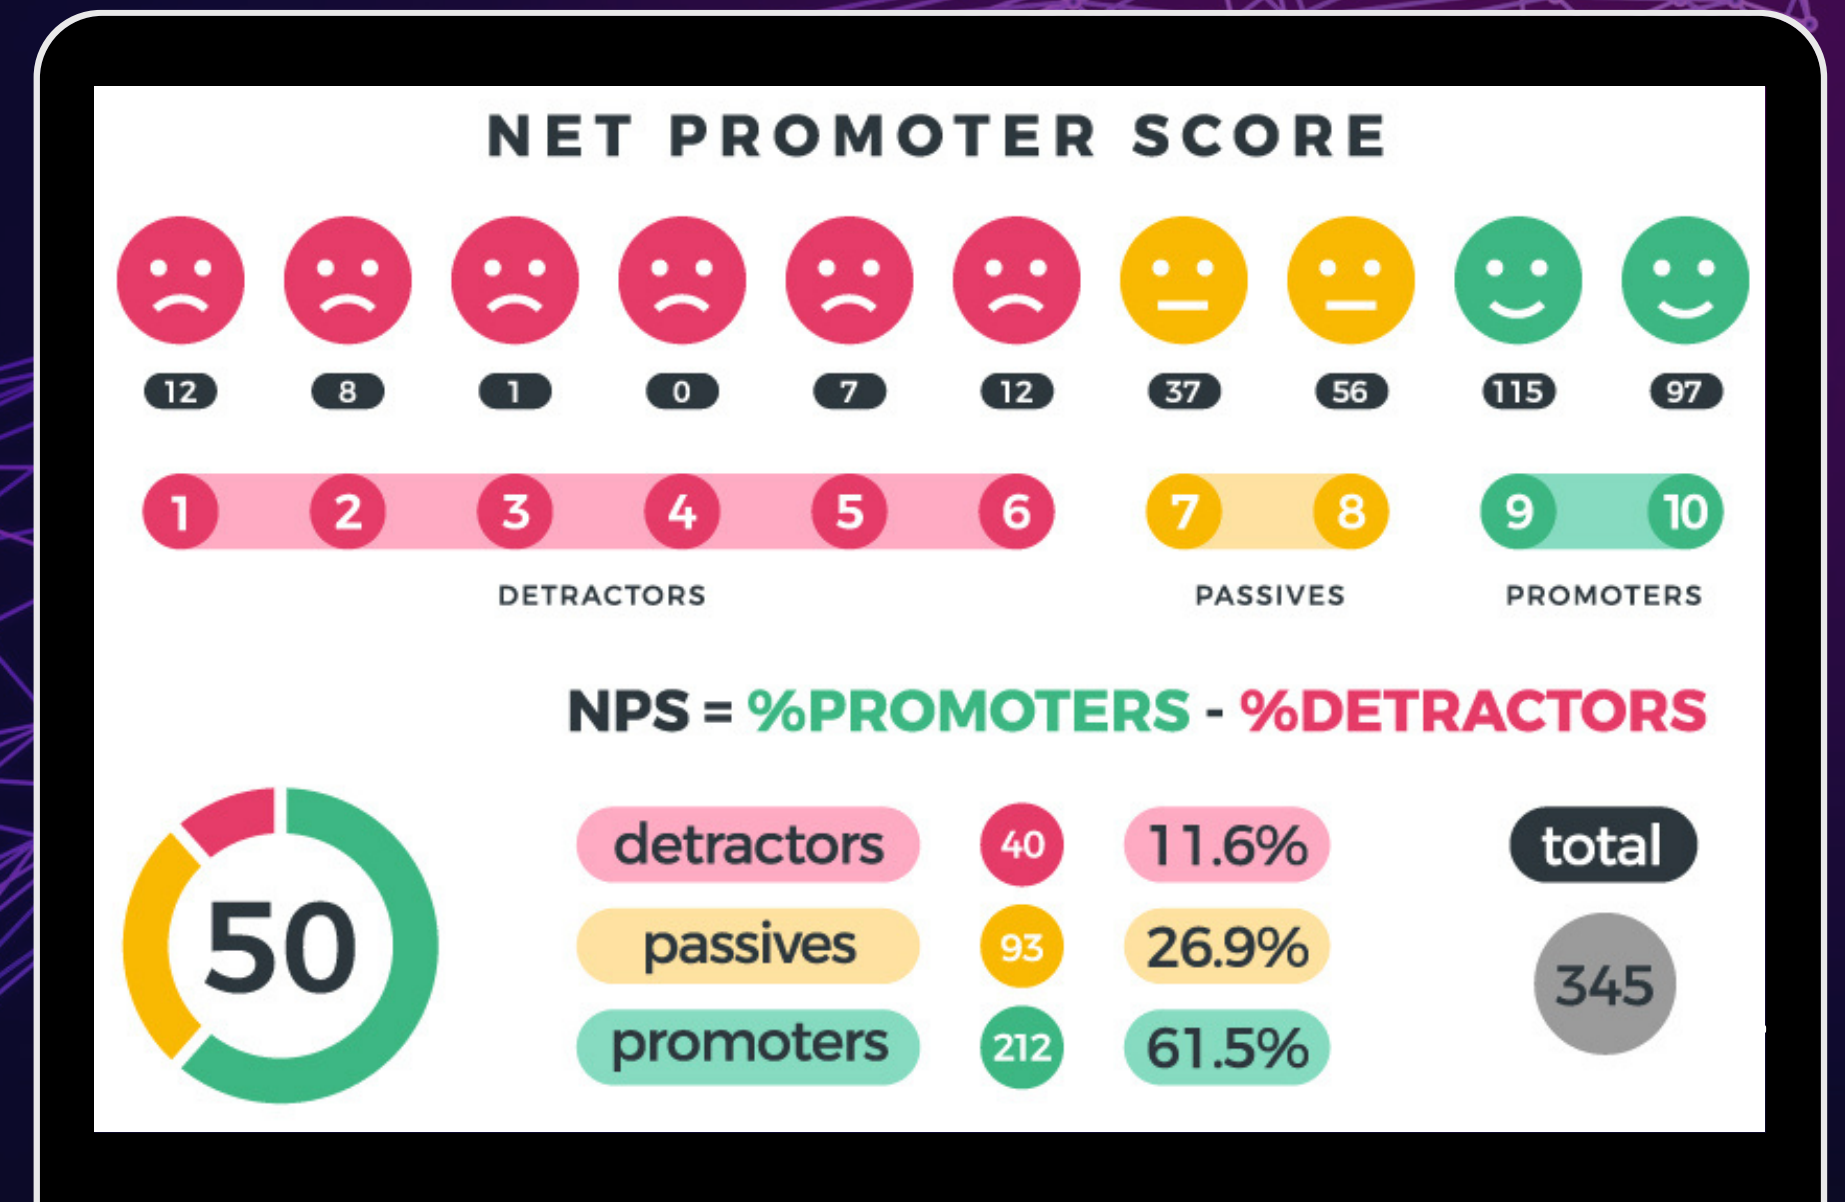 NET PROMOTER SCORE
12 8 1 0 7 12 37 56 115 97
1 2 3 4 5 6 7 8 9 10
DETRACTORS PASSIVES PROMOTERS
NPS = %PROMOTERS - %DETRACTORS
50
detractors 40 11.6%
passives 93 26.9%
promoters 212 61.5%
total
345